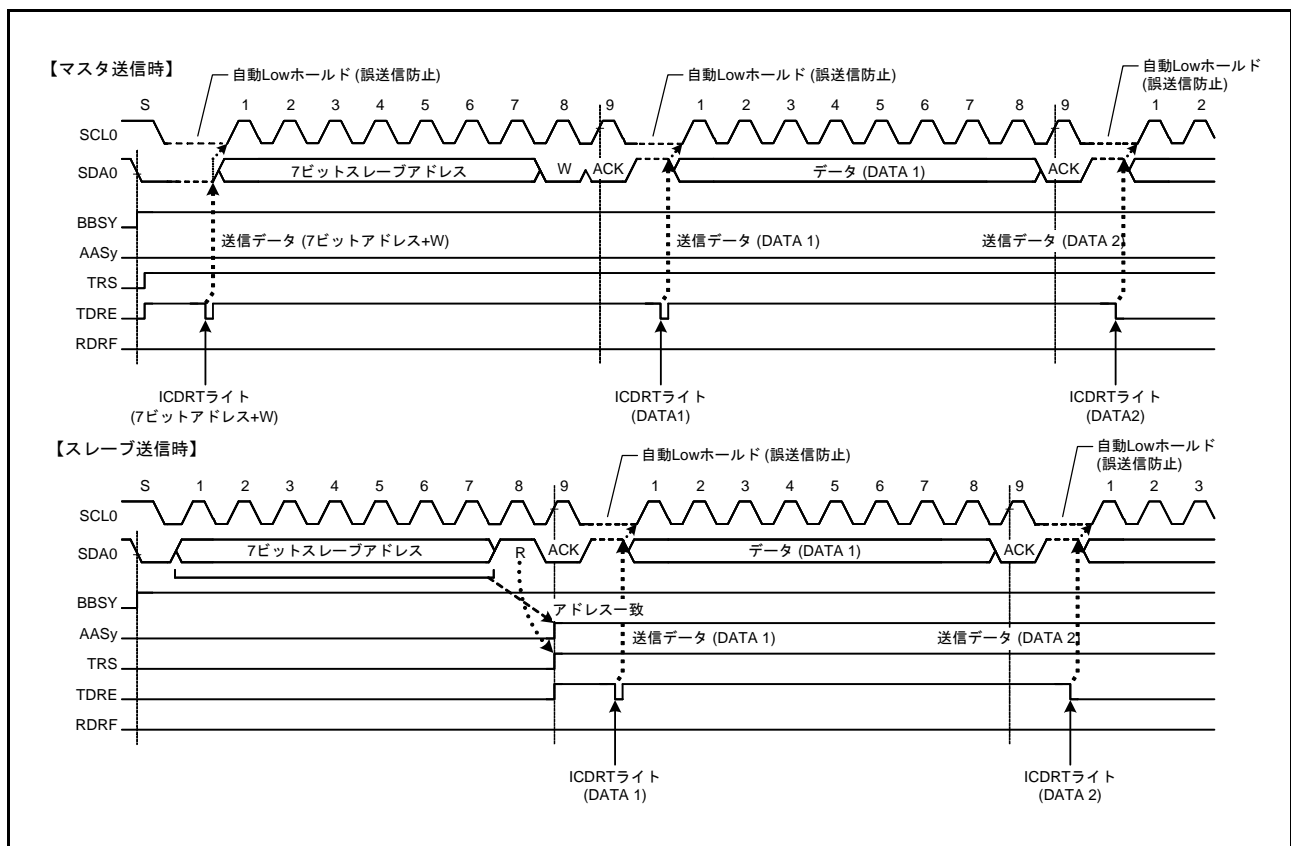 【マスタ送信時】
自動Lowホールド (誤送信防止)
自動Lowホールド (誤送信防止)
自動Lowホールド
(誤送信防止)
S 1 2 3 4 5 6 7 8 9 1 2 3 4 5 6 7 8 9 1 2
SCL0
SDA0 7ビットスレーブアドレス W ACK データ (DATA 1) ACK
BBSY
送信データ (7ビットアドレス+W) 送信データ (DATA 1) 送信データ (DATA 2)
AASy
TRS
TDRE
RDRF
ICDRTライト
(7ビットアドレス+W)
ICDRTライト
(DATA1)
ICDRTライト
(DATA2)
【スレーブ送信時】
自動Lowホールド (誤送信防止)
自動Lowホールド
(誤送信防止)
S 1 2 3 4 5 6 7 8 9 1 2 3 4 5 6 7 8 9 1 2 3
SCL0
SDA0 7ビットスレーブアドレス R ACK データ (DATA 1) ACK
BBSY
アドレス一致
AASy
送信データ (DATA 1) 送信データ (DATA 2)
TRS
TDRE
RDRF
ICDRTライト
(DATA 1)
ICDRTライト
(DATA 2)